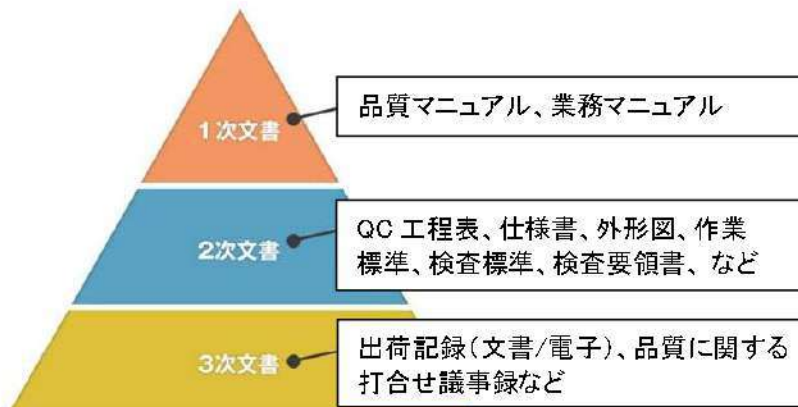 1次文書
品質マニュアル、業務マニュアル
2次文書
QC 工程表、仕様書、外形図、作業
標準、検査標準、検査要領書、など
3次文書
出荷記録(文書/電子)、品質に関する
打合せ議事録など